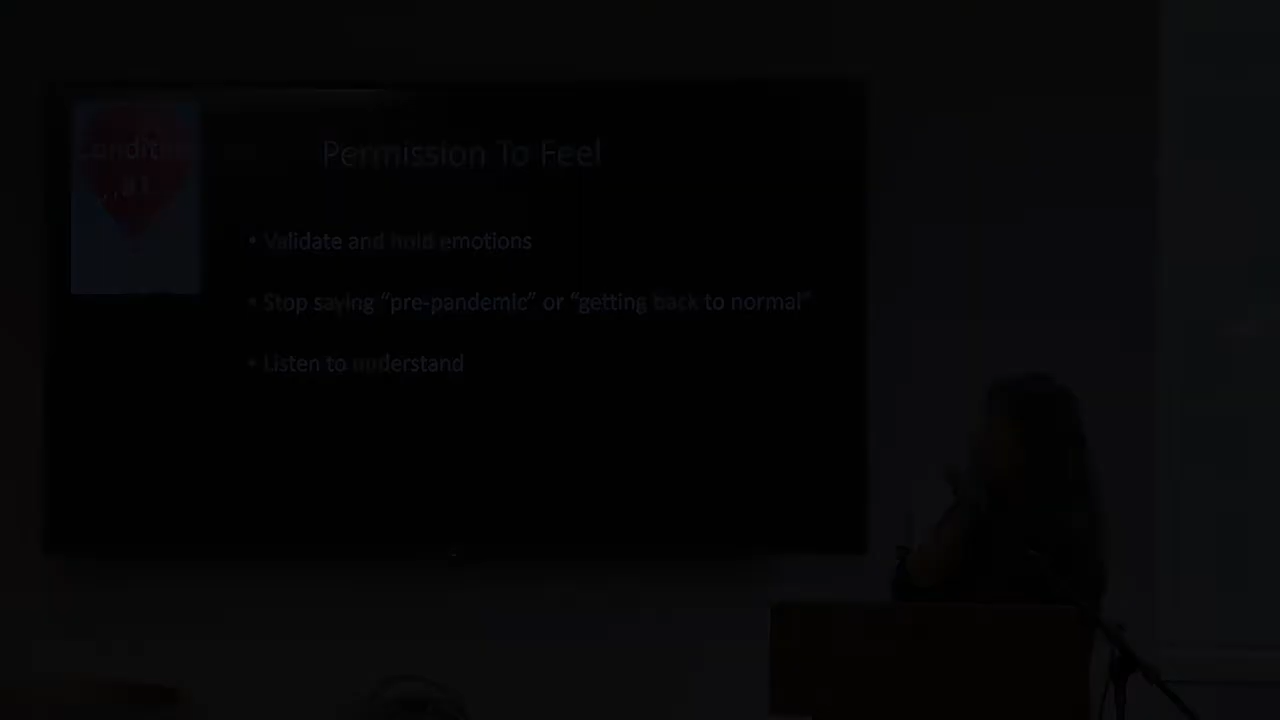 Permission To Feel
• Validate and hold emotions
• Stop saying “pre-pandemic” or “getting back to normal”
• Listen to understand